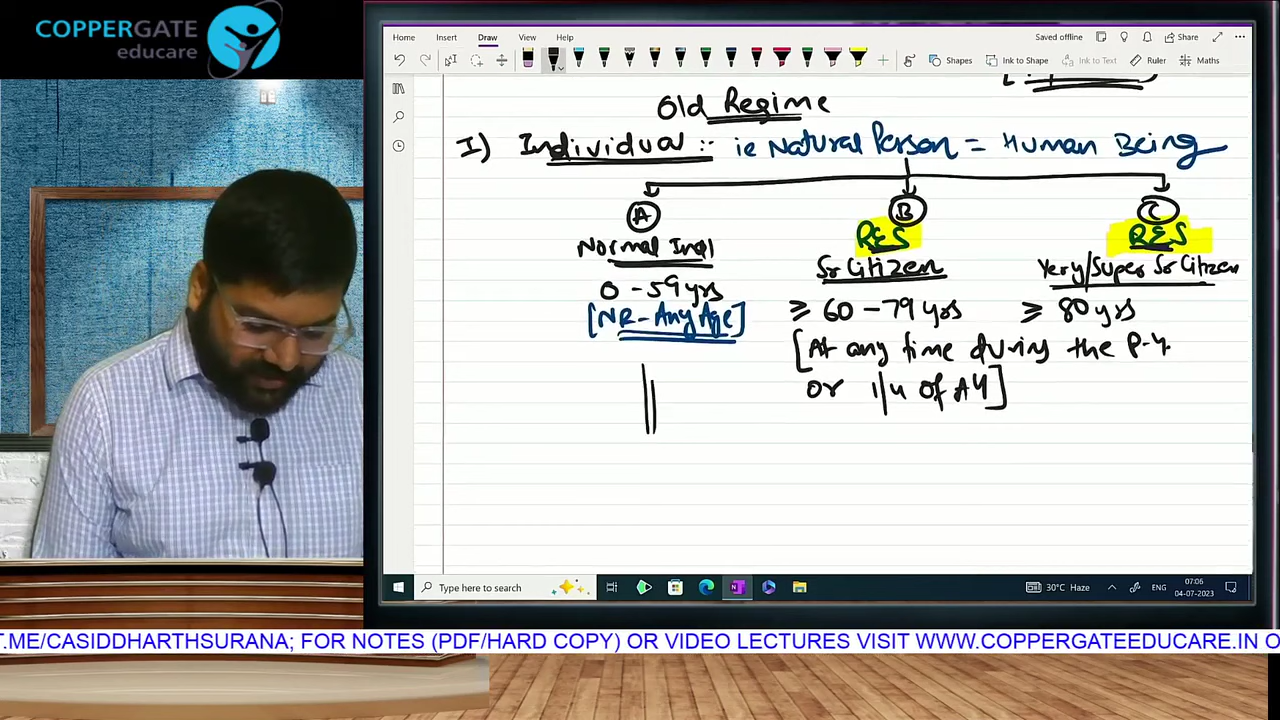 COPPERGATE
educare
Home Insert Draw View Help
Saved offline
Share
Shapes
Ink to Shape
Ink to Text
Ruler
Maths
Old Regime
I) Individual :- ie Natural Person = Human Being
A B C
Normal Indl
RES
RES
Sr Citizen
Very/Super Sr Citizen
0 - 59 yrs
≥ 60 - 79 yrs
≥ 80 yrs
[NR - Any Age]
[At any time during the P.Y.
or 1/4 of AY]
Type here to search
30°C Haze
ENG
07:06
04-07-2023
T.ME/CASIDDHARTHSURANA; FOR NOTES (PDF/HARD COPY) OR VIDEO LECTURES VISIT WWW.COPPERGATEEDUCARE.IN O